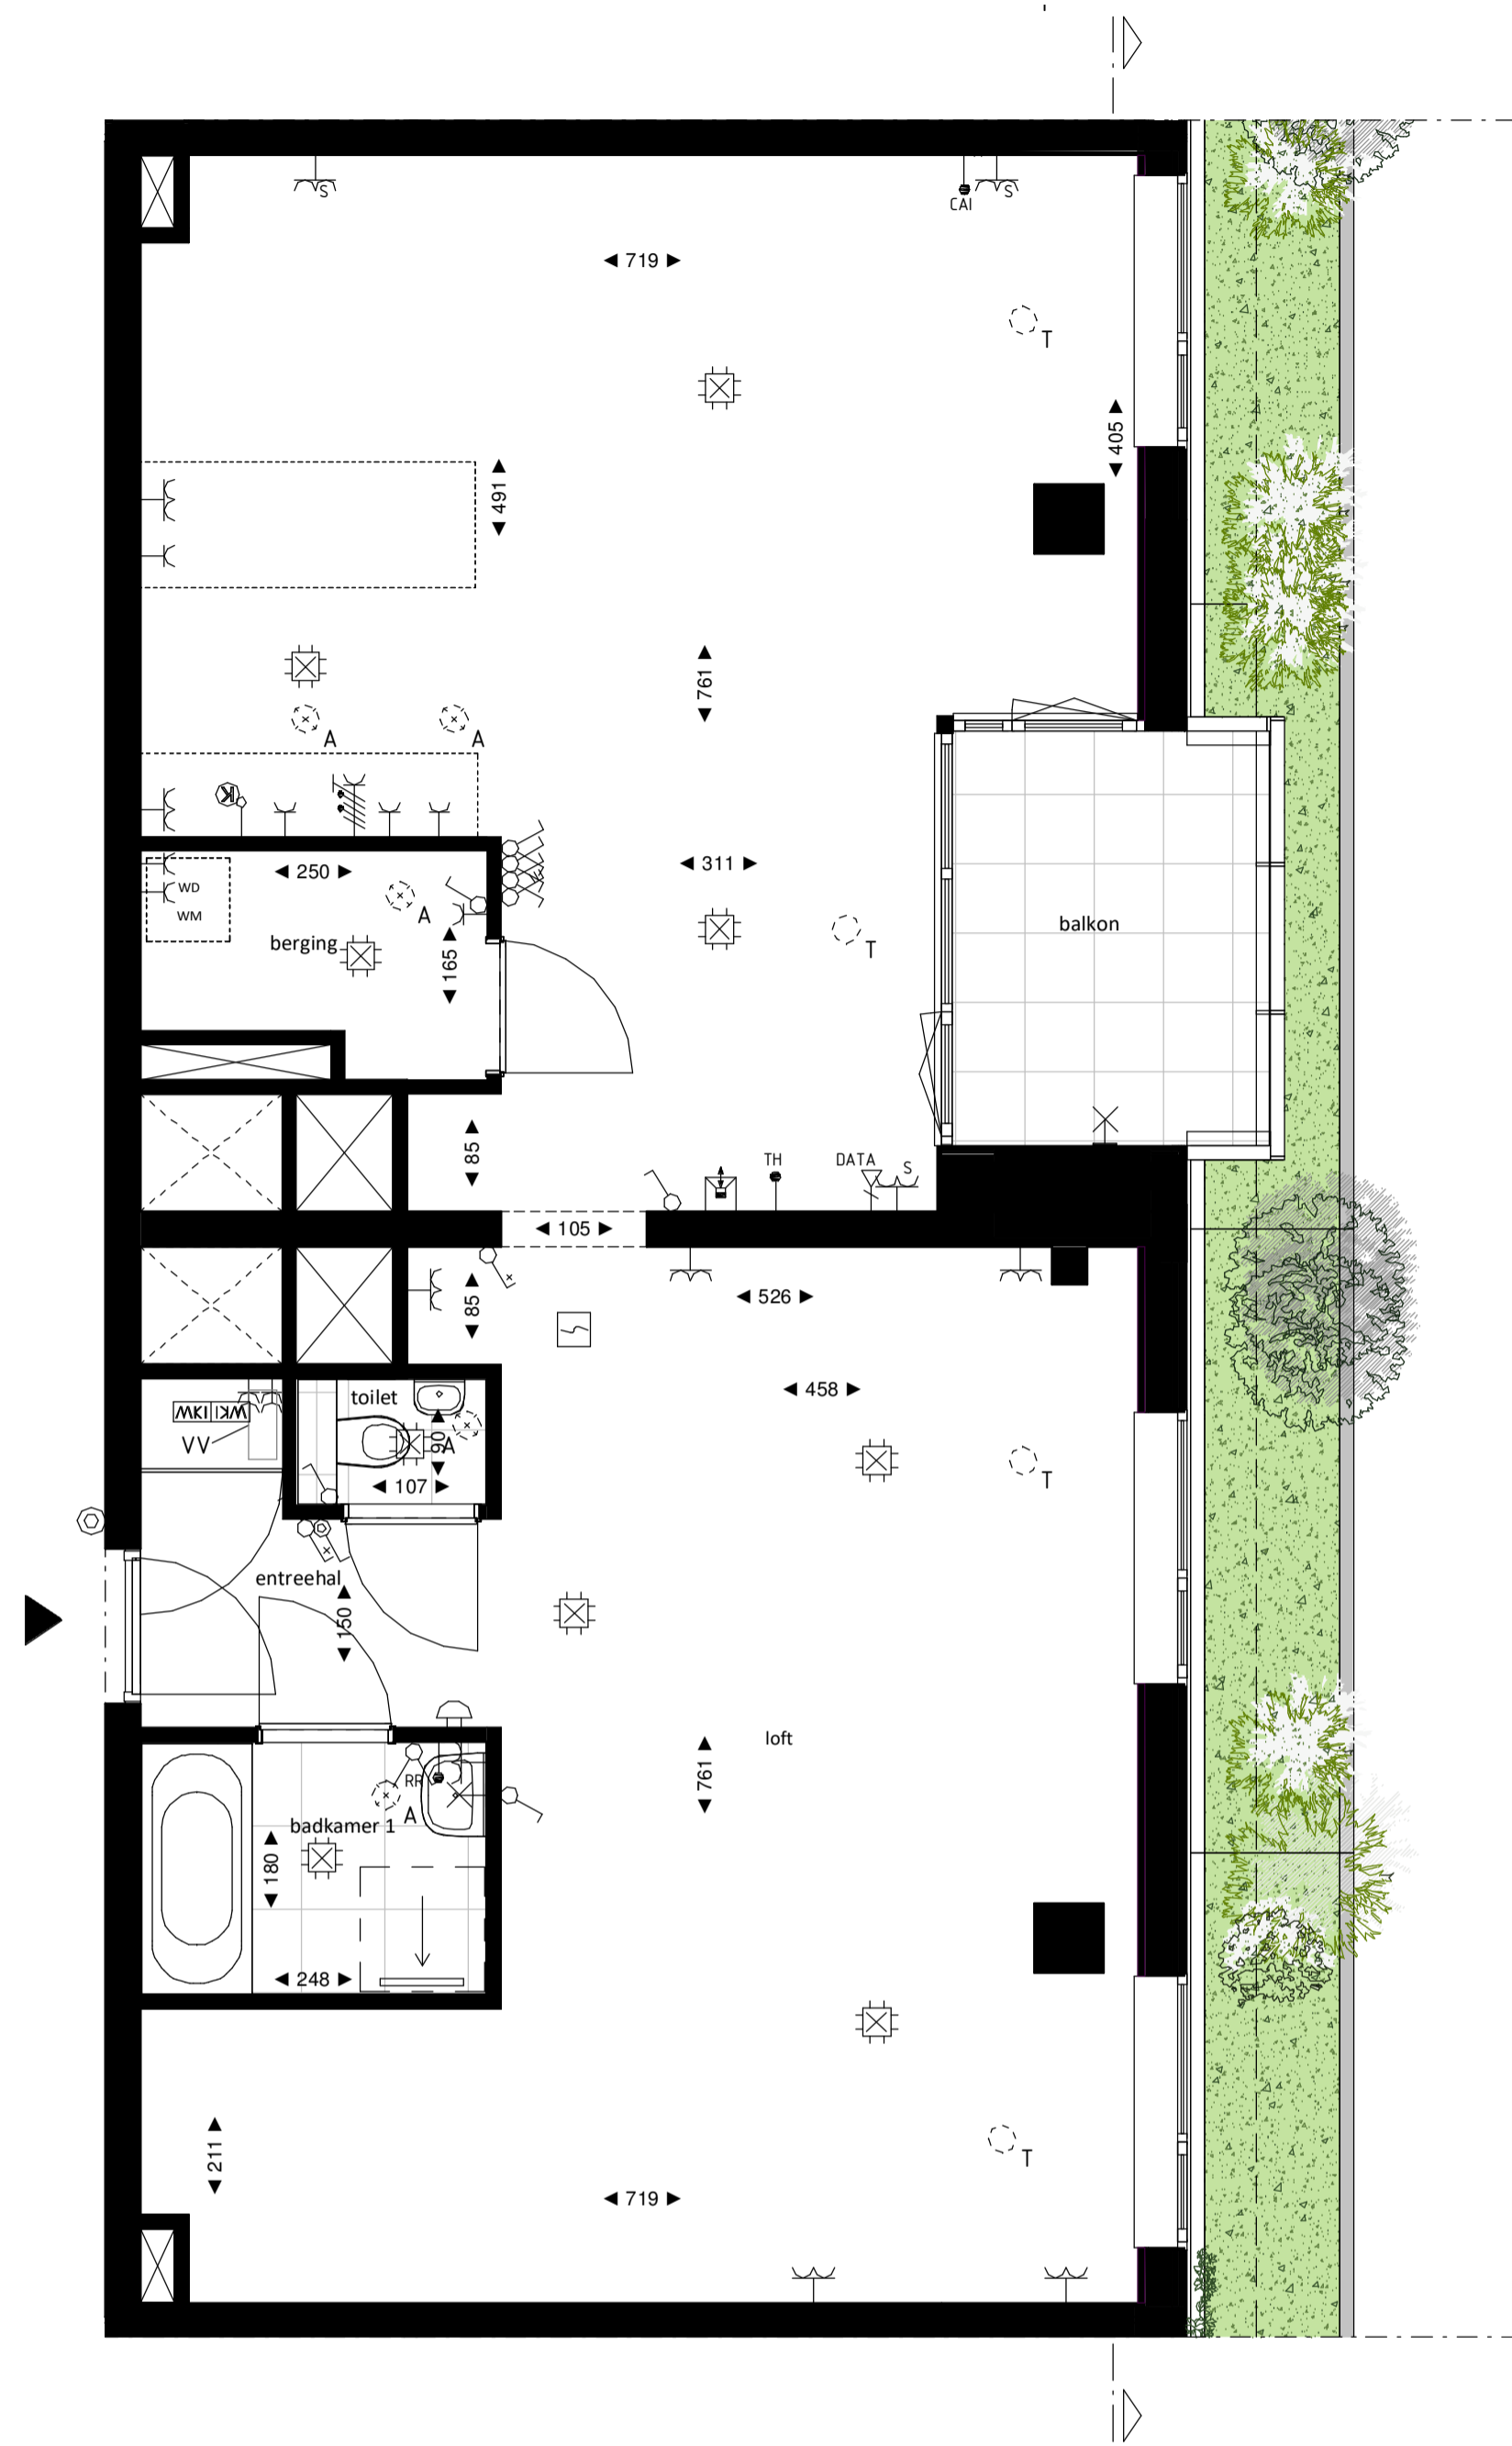 S
CAI
S
719
T
405
491
761
A
A
K
311
250
WD
WM
A
berging
165
balkon
T
85
TH
DATA
S
105
85
526
458
toilet
WKI
IKW
VV
90
A
107
T
entreehal
150
loft
761
RR
A
badkamer 1
180
248
211
T
719